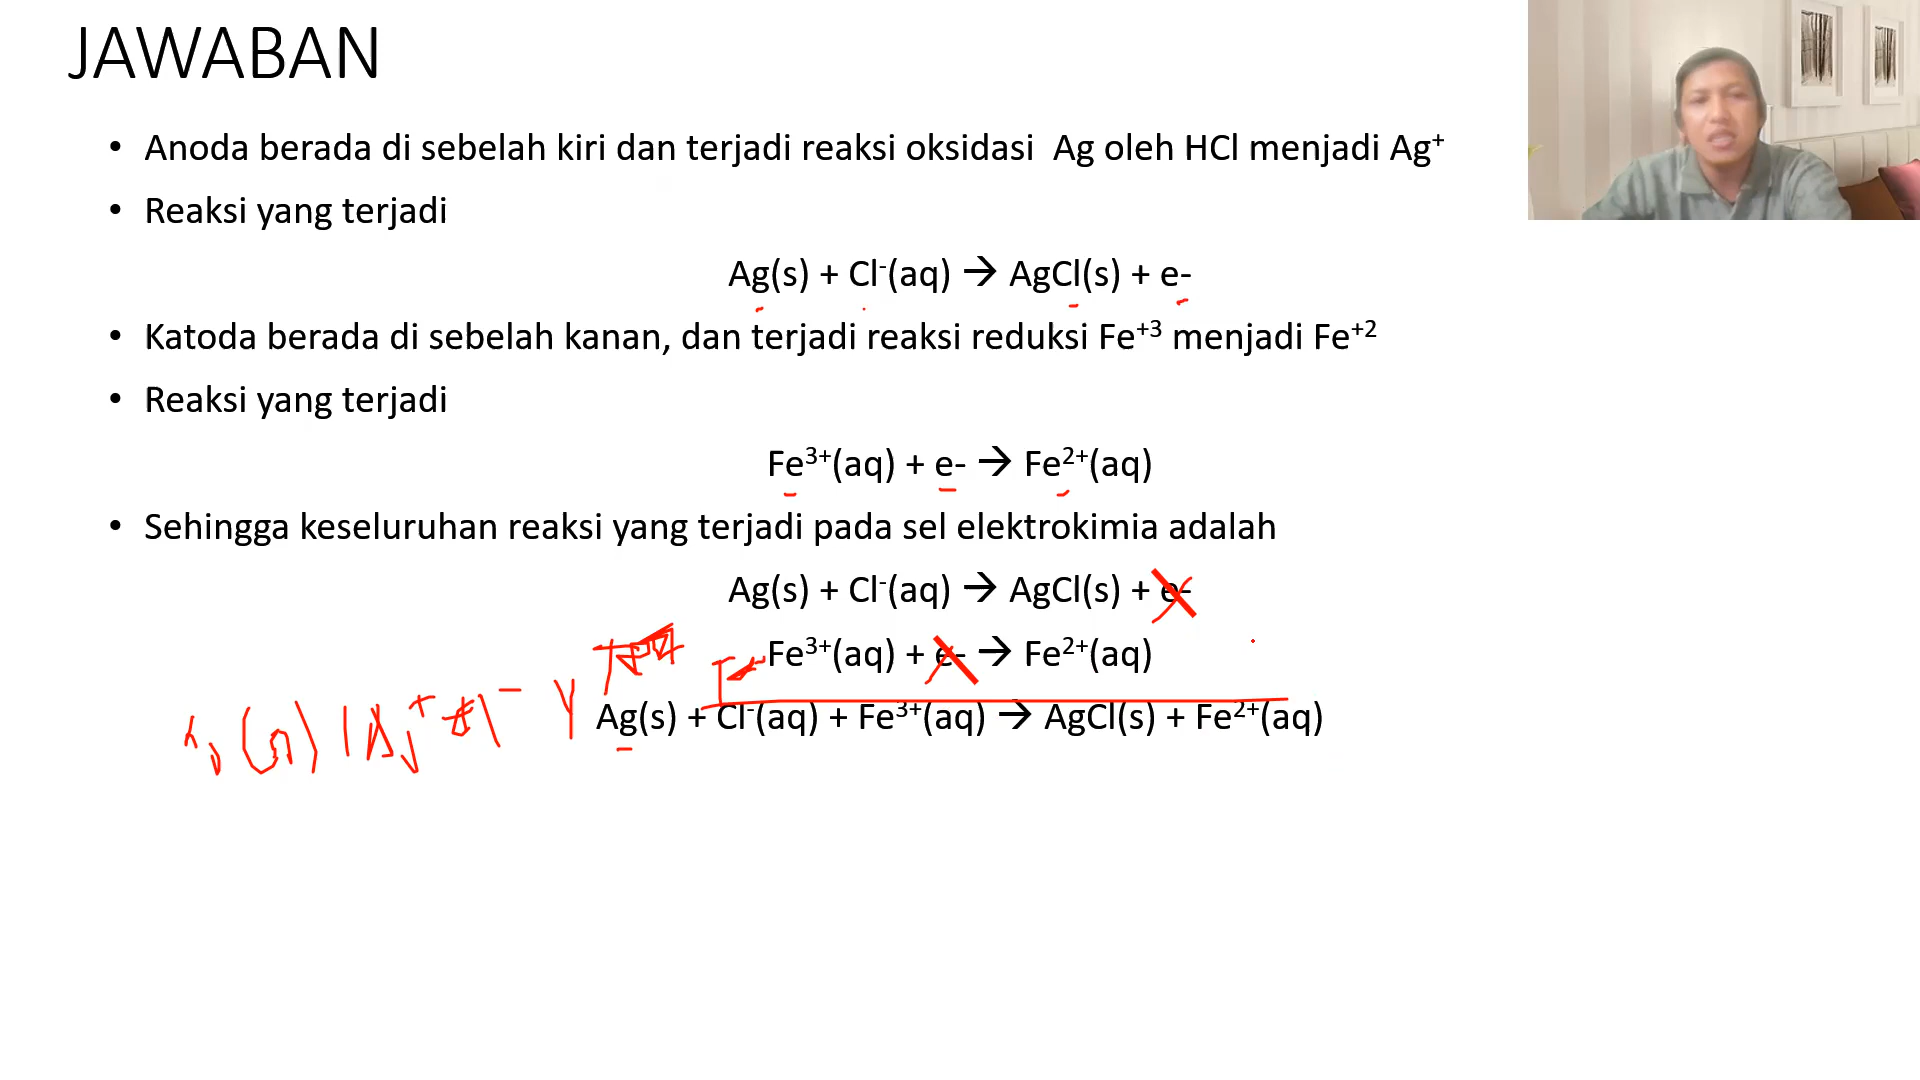 JAWABAN
• Anoda berada di sebelah kiri dan terjadi reaksi oksidasi Ag oleh HCl menjadi Ag⁺
• Reaksi yang terjadi
Ag(s) + Cl⁻(aq) → AgCl(s) + e-
• Katoda berada di sebelah kanan, dan terjadi reaksi reduksi Fe⁺³ menjadi Fe⁺²
• Reaksi yang terjadi
Fe³⁺(aq) + e- → Fe²⁺(aq)
• Sehingga keseluruhan reaksi yang terjadi pada sel elektrokimia adalah
Ag(s) + Cl⁻(aq) → AgCl(s) + e-
Fe³⁺(aq) + e- → Fe²⁺(aq)
Ag(s) + Cl⁻(aq) + Fe³⁺(aq) → AgCl(s) + Fe²⁺(aq)